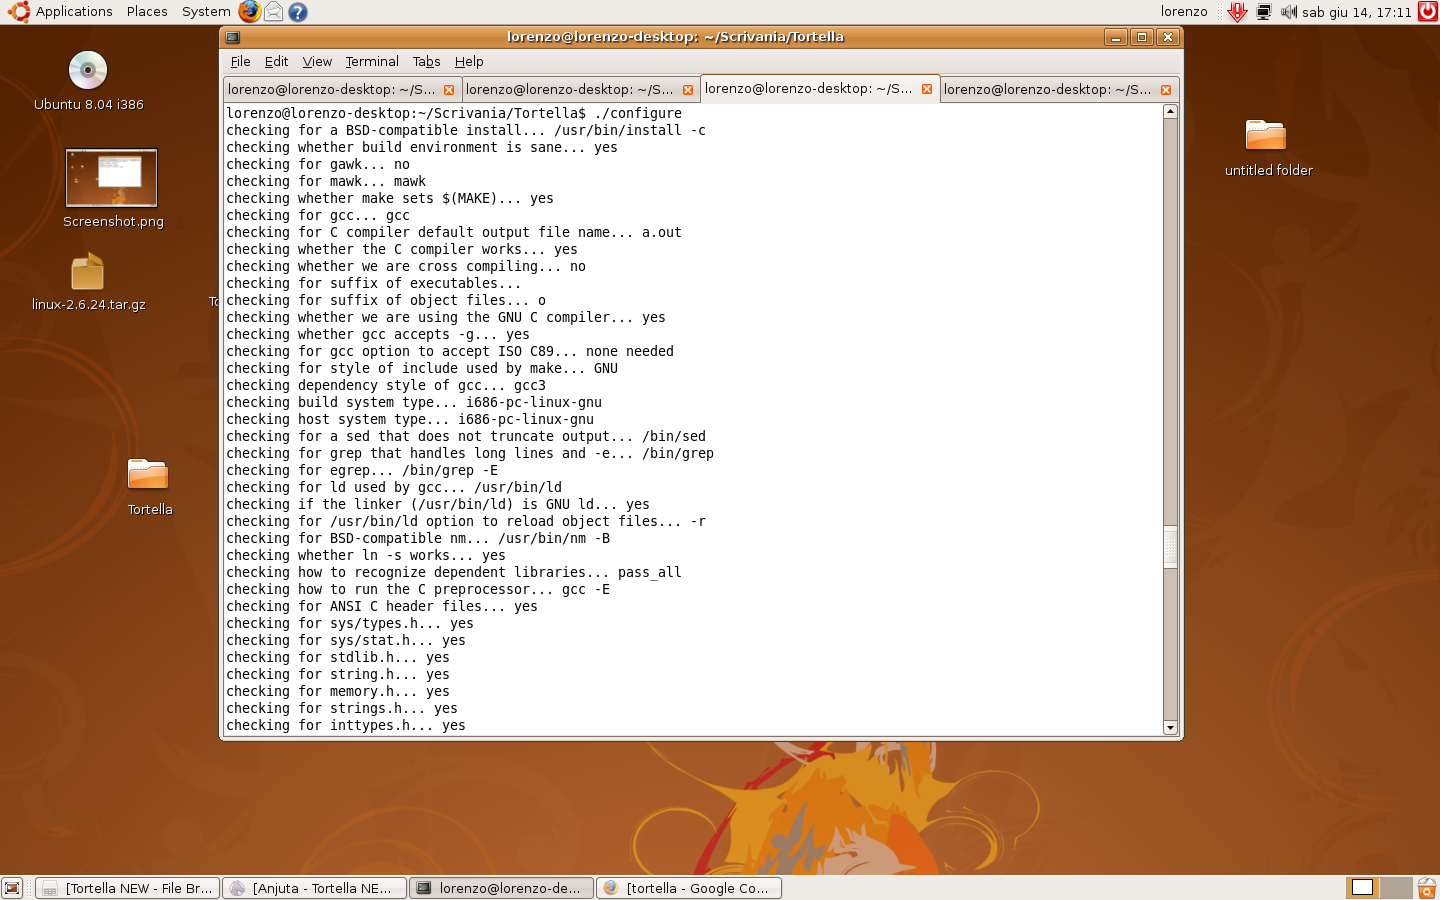 Applications Places System
lorenzo
sab giu 14, 17:11
lorenzo@lorenzo-desktop: ~/Scrivania/Tortella
File Edit View Terminal Tabs Help
lorenzo@lorenzo-desktop: ~/S...
lorenzo@lorenzo-desktop: ~/S...
lorenzo@lorenzo-desktop: ~/S...
lorenzo@lorenzo-desktop: ~/S...
lorenzo@lorenzo-desktop:~/Scrivania/Tortella$ ./configure
checking for a BSD-compatible install... /usr/bin/install -c
checking whether build environment is sane... yes
checking for gawk... no
checking for mawk... mawk
checking whether make sets $(MAKE)... yes
checking for gcc... gcc
checking for C compiler default output file name... a.out
checking whether the C compiler works... yes
checking whether we are cross compiling... no
checking for suffix of executables...
checking for suffix of object files... o
checking whether we are using the GNU C compiler... yes
checking whether gcc accepts -g... yes
checking for gcc option to accept ISO C89... none needed
checking for style of include used by make... GNU
checking dependency style of gcc... gcc3
checking build system type... i686-pc-linux-gnu
checking host system type... i686-pc-linux-gnu
checking for a sed that does not truncate output... /bin/sed
checking for grep that handles long lines and -e... /bin/grep
checking for egrep... /bin/grep -E
checking for ld used by gcc... /usr/bin/ld
checking if the linker (/usr/bin/ld) is GNU ld... yes
checking for /usr/bin/ld option to reload object files... -r
checking for BSD-compatible nm... /usr/bin/nm -B
checking whether ln -s works... yes
checking how to recognize dependent libraries... pass_all
checking how to run the C preprocessor... gcc -E
checking for ANSI C header files... yes
checking for sys/types.h... yes
checking for sys/stat.h... yes
checking for stdlib.h... yes
checking for string.h... yes
checking for memory.h... yes
checking for strings.h... yes
checking for inttypes.h... yes
Ubuntu 8.04 i386
Screenshot.png
linux-2.6.24.tar.gz
Tortella
untitled folder
[Tortella NEW - File Br...
[Anjuta - Tortella NE...
lorenzo@lorenzo-de...
[tortella - Google Co...